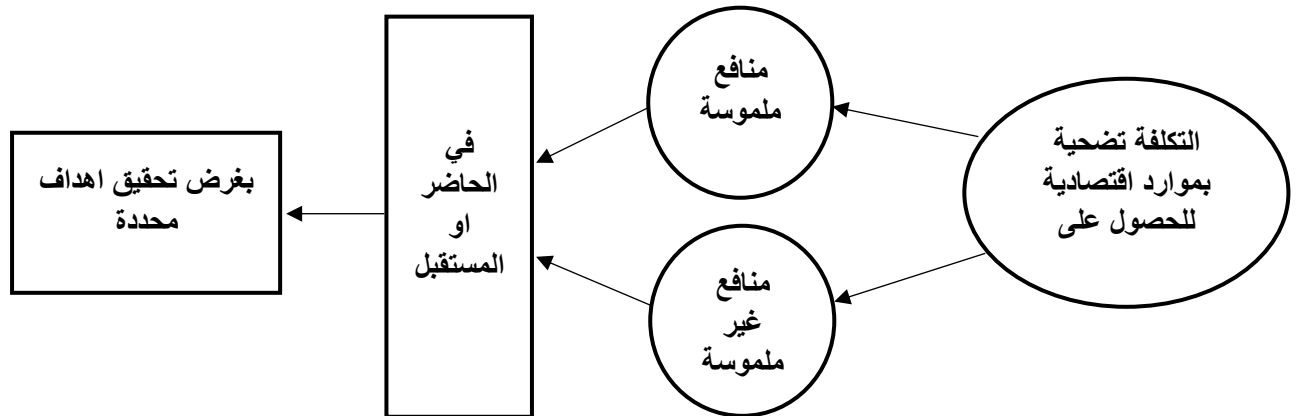 التكلفة تضحية
بموارد اقتصادية
للحصول على
منافع
ملموسة
منافع
غير
ملموسة
في
الحاضر
او
المستقبل
بغرض تحقيق اهداف
محددة